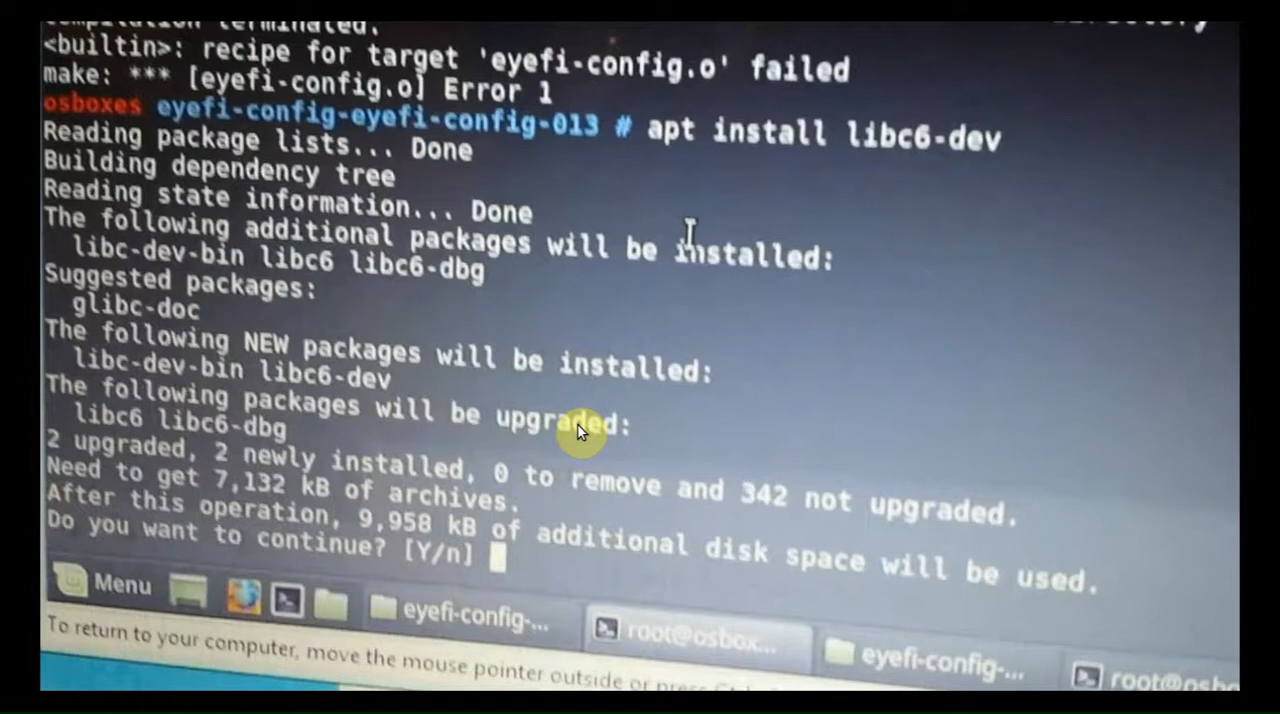 compilation terminated.
directory
<builtin>: recipe for target 'eyefi-config.o' failed
make: *** [eyefi-config.o] Error 1
osboxes eyefi-config-eyefi-config-013 # apt install libc6-dev
Reading package lists... Done
Building dependency tree
Reading state information... Done
The following additional packages will be installed:
libc-dev-bin libc6 libc6-dbg
Suggested packages:
glibc-doc
The following NEW packages will be installed:
libc-dev-bin libc6-dev
The following packages will be upgraded:
libc6 libc6-dbg
2 upgraded, 2 newly installed, 0 to remove and 342 not upgraded.
Need to get 7,132 kB of archives.
After this operation, 9,958 kB of additional disk space will be used.
Do you want to continue? [Y/n]
Menu
eyefi-config-...
root@osbox...
eyefi-config-...
root@osbo
To return to your computer, move the mouse pointer outside or press